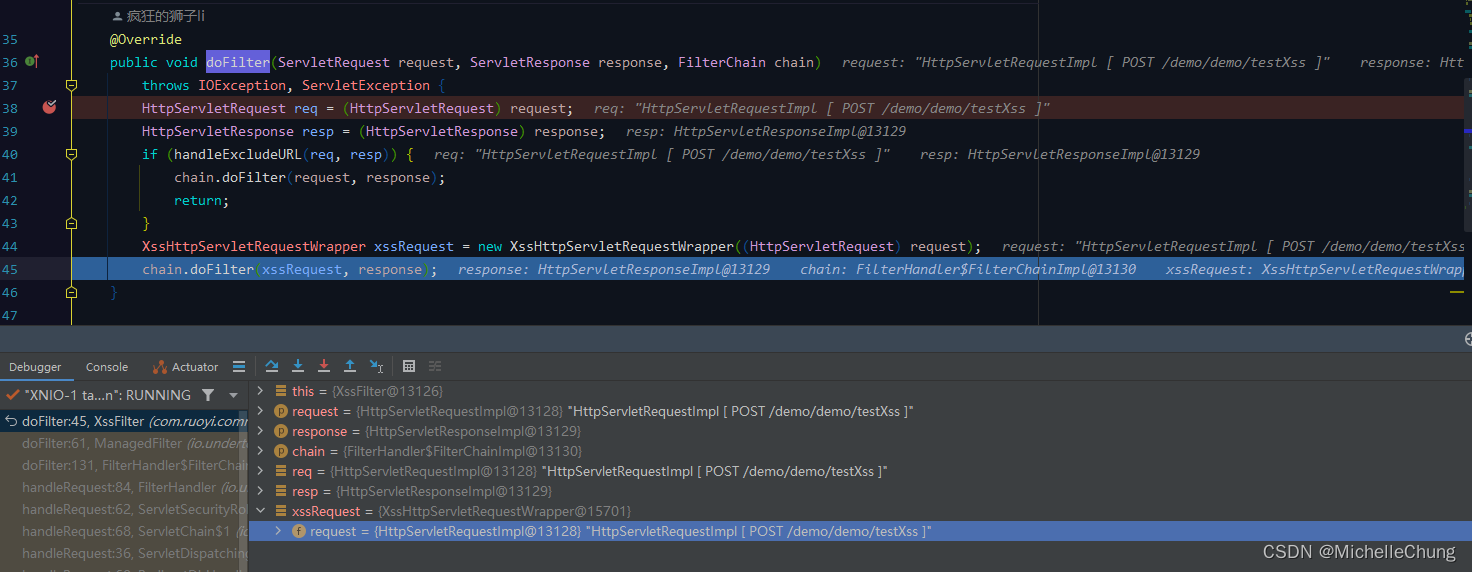 疯狂的狮子li
35 @Override
36 public void doFilter(ServletRequest request, ServletResponse response, FilterChain chain) request: "HttpServletRequestImpl [ POST /demo/demo/testXss ]" response: Htt
37 throws IOException, ServletException {
38 HttpServletRequest req = (HttpServletRequest) request; req: "HttpServletRequestImpl [ POST /demo/demo/testXss ]"
39 HttpServletResponse resp = (HttpServletResponse) response; resp: HttpServletResponseImpl@13129
40 if (handleExcludeURL(req, resp)) { req: "HttpServletRequestImpl [ POST /demo/demo/testXss ]" resp: HttpServletResponseImpl@13129
41 chain.doFilter(request, response);
42 return;
43 }
44 XssHttpServletRequestWrapper xssRequest = new XssHttpServletRequestWrapper((HttpServletRequest) request); request: "HttpServletRequestImpl [ POST /demo/demo/testXss
45 chain.doFilter(xssRequest, response); response: HttpServletResponseImpl@13129 chain: FilterHandler$FilterChainImpl@13130 xssRequest: XssHttpServletRequestWrapp
46 }
47
Debugger Console Actuator
"XNIO-1 ta...n": RUNNING
doFilter:45, XssFilter (com.ruoyi.comm
doFilter:61, ManagedFilter (io.undert
doFilter:131, FilterHandler$FilterChai
handleRequest:84, FilterHandler (io.u
handleRequest:62, ServletSecurityRol
handleRequest:68, ServletChain$1 (io
handleRequest:36, ServletDispatching
this = {XssFilter@13126}
request = {HttpServletRequestImpl@13128} "HttpServletRequestImpl [ POST /demo/demo/testXss ]"
response = {HttpServletResponseImpl@13129}
chain = {FilterHandler$FilterChainImpl@13130}
req = {HttpServletRequestImpl@13128} "HttpServletRequestImpl [ POST /demo/demo/testXss ]"
resp = {HttpServletResponseImpl@13129}
xssRequest = {XssHttpServletRequestWrapper@15701}
request = {HttpServletRequestImpl@13128} "HttpServletRequestImpl [ POST /demo/demo/testXss ]"
CSDN @MichelleChung